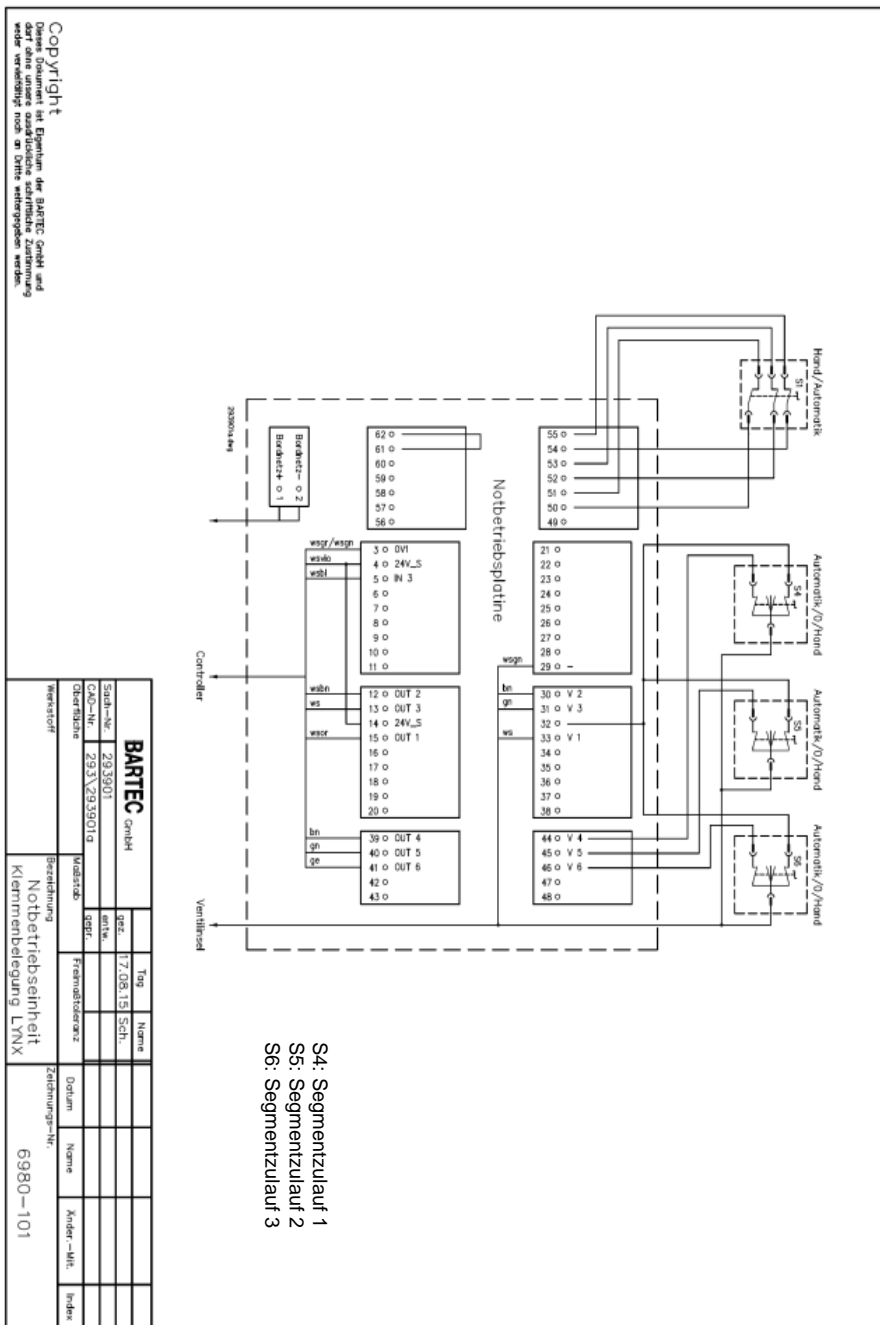 Hand/Automatik
S1
Automatik/0/Hand
S4
Automatik/0/Hand
S5
Automatik/0/Hand
S6
Notbetriebsplatine
55
54
53
52
51
50
49
21
22
23
24
25
26
27
28
29 -
wsgn
30 V 2
31 V 3
32 -
33 V 1
34
35
36
37
38
bn
gn
ws
44 V 4
45 V 5
46 V 6
47
48
62
61
60
59
58
57
56
3 0V1
4 24V_S
5 IN 3
6
7
8
9
10
11
wsgr/wsgn
wsvio
wsbl
12 OUT 2
13 OUT 3
14 24V_S
15 OUT 1
16
17
18
19
20
wsbn
ws
wsor
39 OUT 4
40 OUT 5
41 OUT 6
42
43
bn
gn
ge
Bordnetz- 2
Bordnetz+ 1
293901a.dwg
Controller
Ventilinsel
S4: Segmentzulauf 1
S5: Segmentzulauf 2
S6: Segmentzulauf 3
Copyright
Dieses Dokument ist Eigentum der BARTEC GmbH und
darf ohne unsere ausdrückliche schriftliche Zustimmung
weder vervielfältigt noch an Dritte weitergegeben werden.
BARTEC GmbH
Tag Name
gez. 17.08.15 Sch.
entw.
gepr.
Sach-Nr. 293901
CAD-Nr. 293\293901a
Oberfläche Maßstab Freimaßtoleranz Datum Name Änder.-Mit. Index
Werkstoff
Bezeichnung
Notbetriebseinheit
Klemmenbelegung LYNX
Zeichnungs-Nr.
6980-101